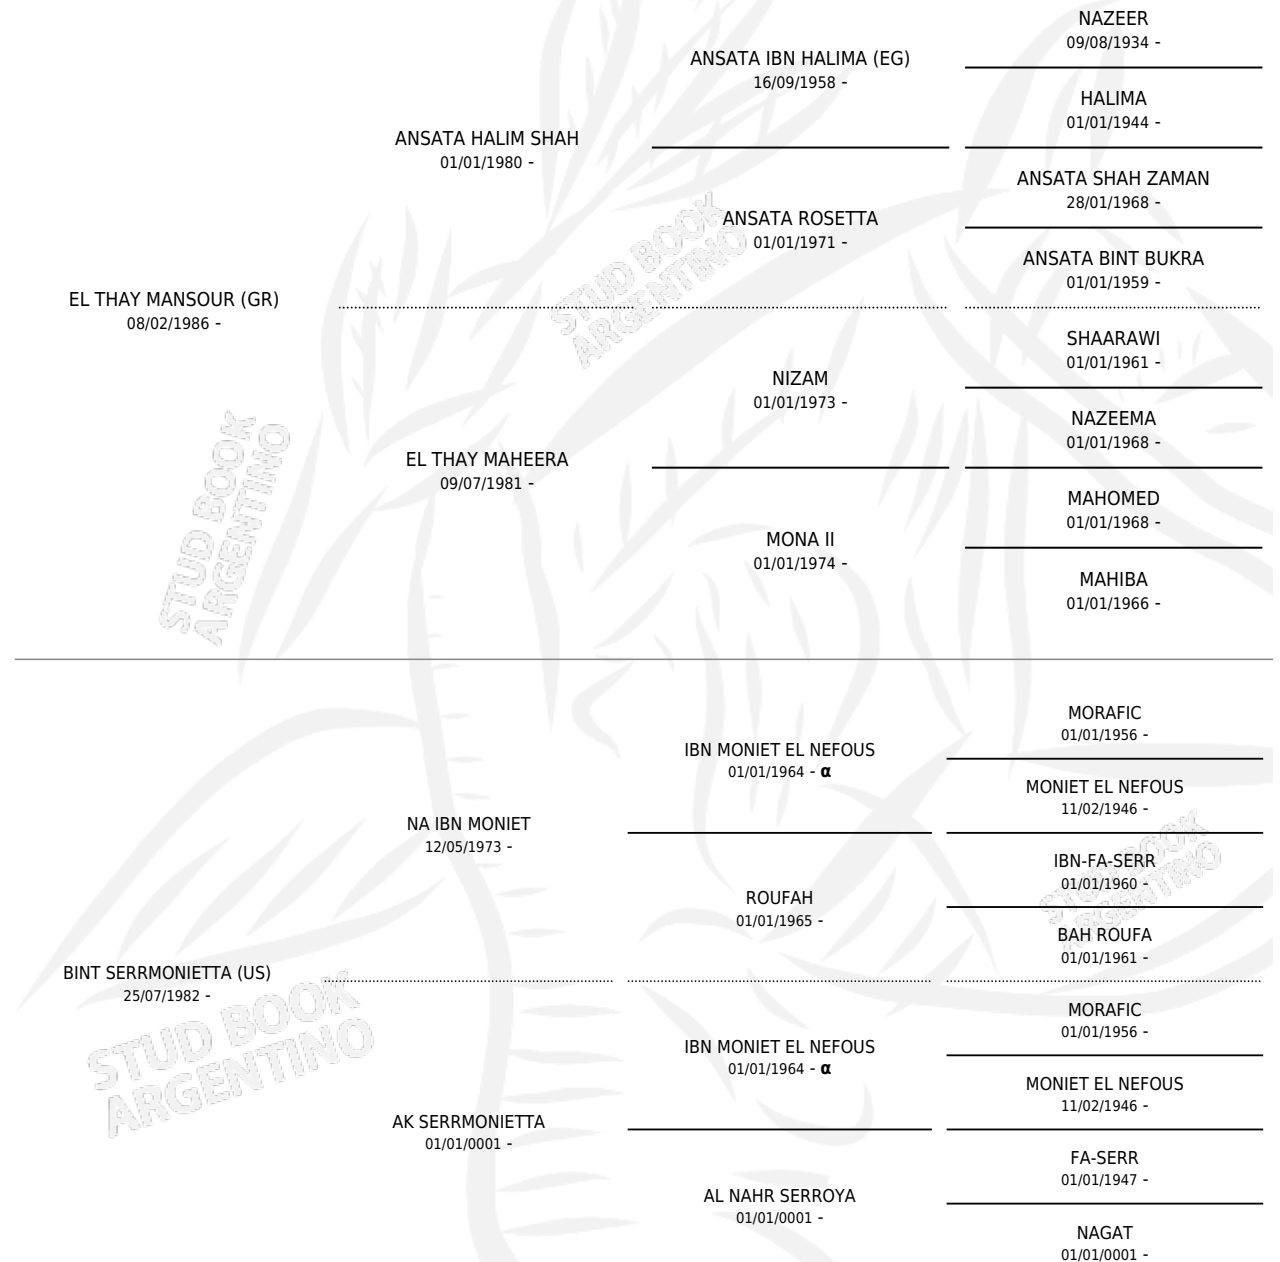 NAZEER
09/08/1934 -
ANSATA IBN HALIMA (EG)
16/09/1958 -
HALIMA
01/01/1944 -
ANSATA HALIM SHAH
01/01/1980 -
ANSATA SHAH ZAMAN
28/01/1968 -
ANSATA ROSETTA
01/01/1971 -
ANSATA BINT BUKRA
01/01/1959 -
STUD BOOK
ARGENTINO
EL THAY MANSOUR (GR)
08/02/1986 -
SHAARAWI
01/01/1961 -
NIZAM
01/01/1973 -
NAZEEMA
01/01/1968 -
EL THAY MAHEERA
09/07/1981 -
MAHOMED
01/01/1968 -
MONA II
01/01/1974 -
MAHIBA
01/01/1966 -
STUD BOOK
ARGENTINO
MORAFIC
01/01/1956 -
IBN MONIET EL NEFOUS
01/01/1964 - α
MONIET EL NEFOUS
11/02/1946 -
NA IBN MONIET
12/05/1973 -
IBN-FA-SERR
01/01/1960 -
STUD BOOK
ARGENTINO
ROUFAH
01/01/1965 -
BAH ROUFA
01/01/1961 -
BINT SERRMONIETTA (US)
25/07/1982 -
STUD BOOK
ARGENTINO
MORAFIC
01/01/1956 -
IBN MONIET EL NEFOUS
01/01/1964 - α
MONIET EL NEFOUS
11/02/1946 -
AK SERRMONIETTA
01/01/0001 -
FA-SERR
01/01/1947 -
AL NAHR SERROYA
01/01/0001 -
NAGAT
01/01/0001 -